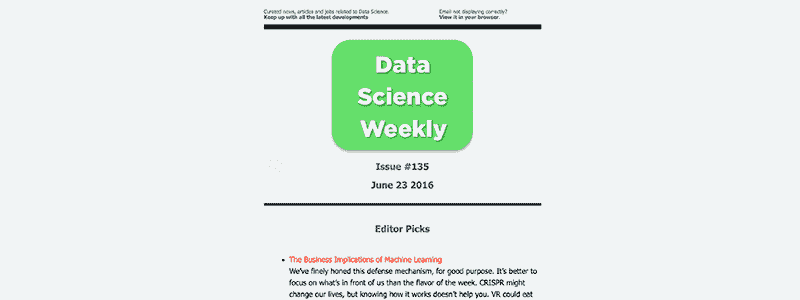 Curated news, articles and jobs related to Data Science.
Keep up with all the latest developments
Email not displaying correctly?
View it in your browser.
Data
Science
Weekly
Issue #135
June 23 2016
Editor Picks
• The Business Implications of Machine Learning
We've finely honed this defense mechanism, for good purpose. It's better to
focus on what's in front of us than the flavor of the week. CRISPR might
change our lives, but knowing how it works doesn't help you. VR could eat